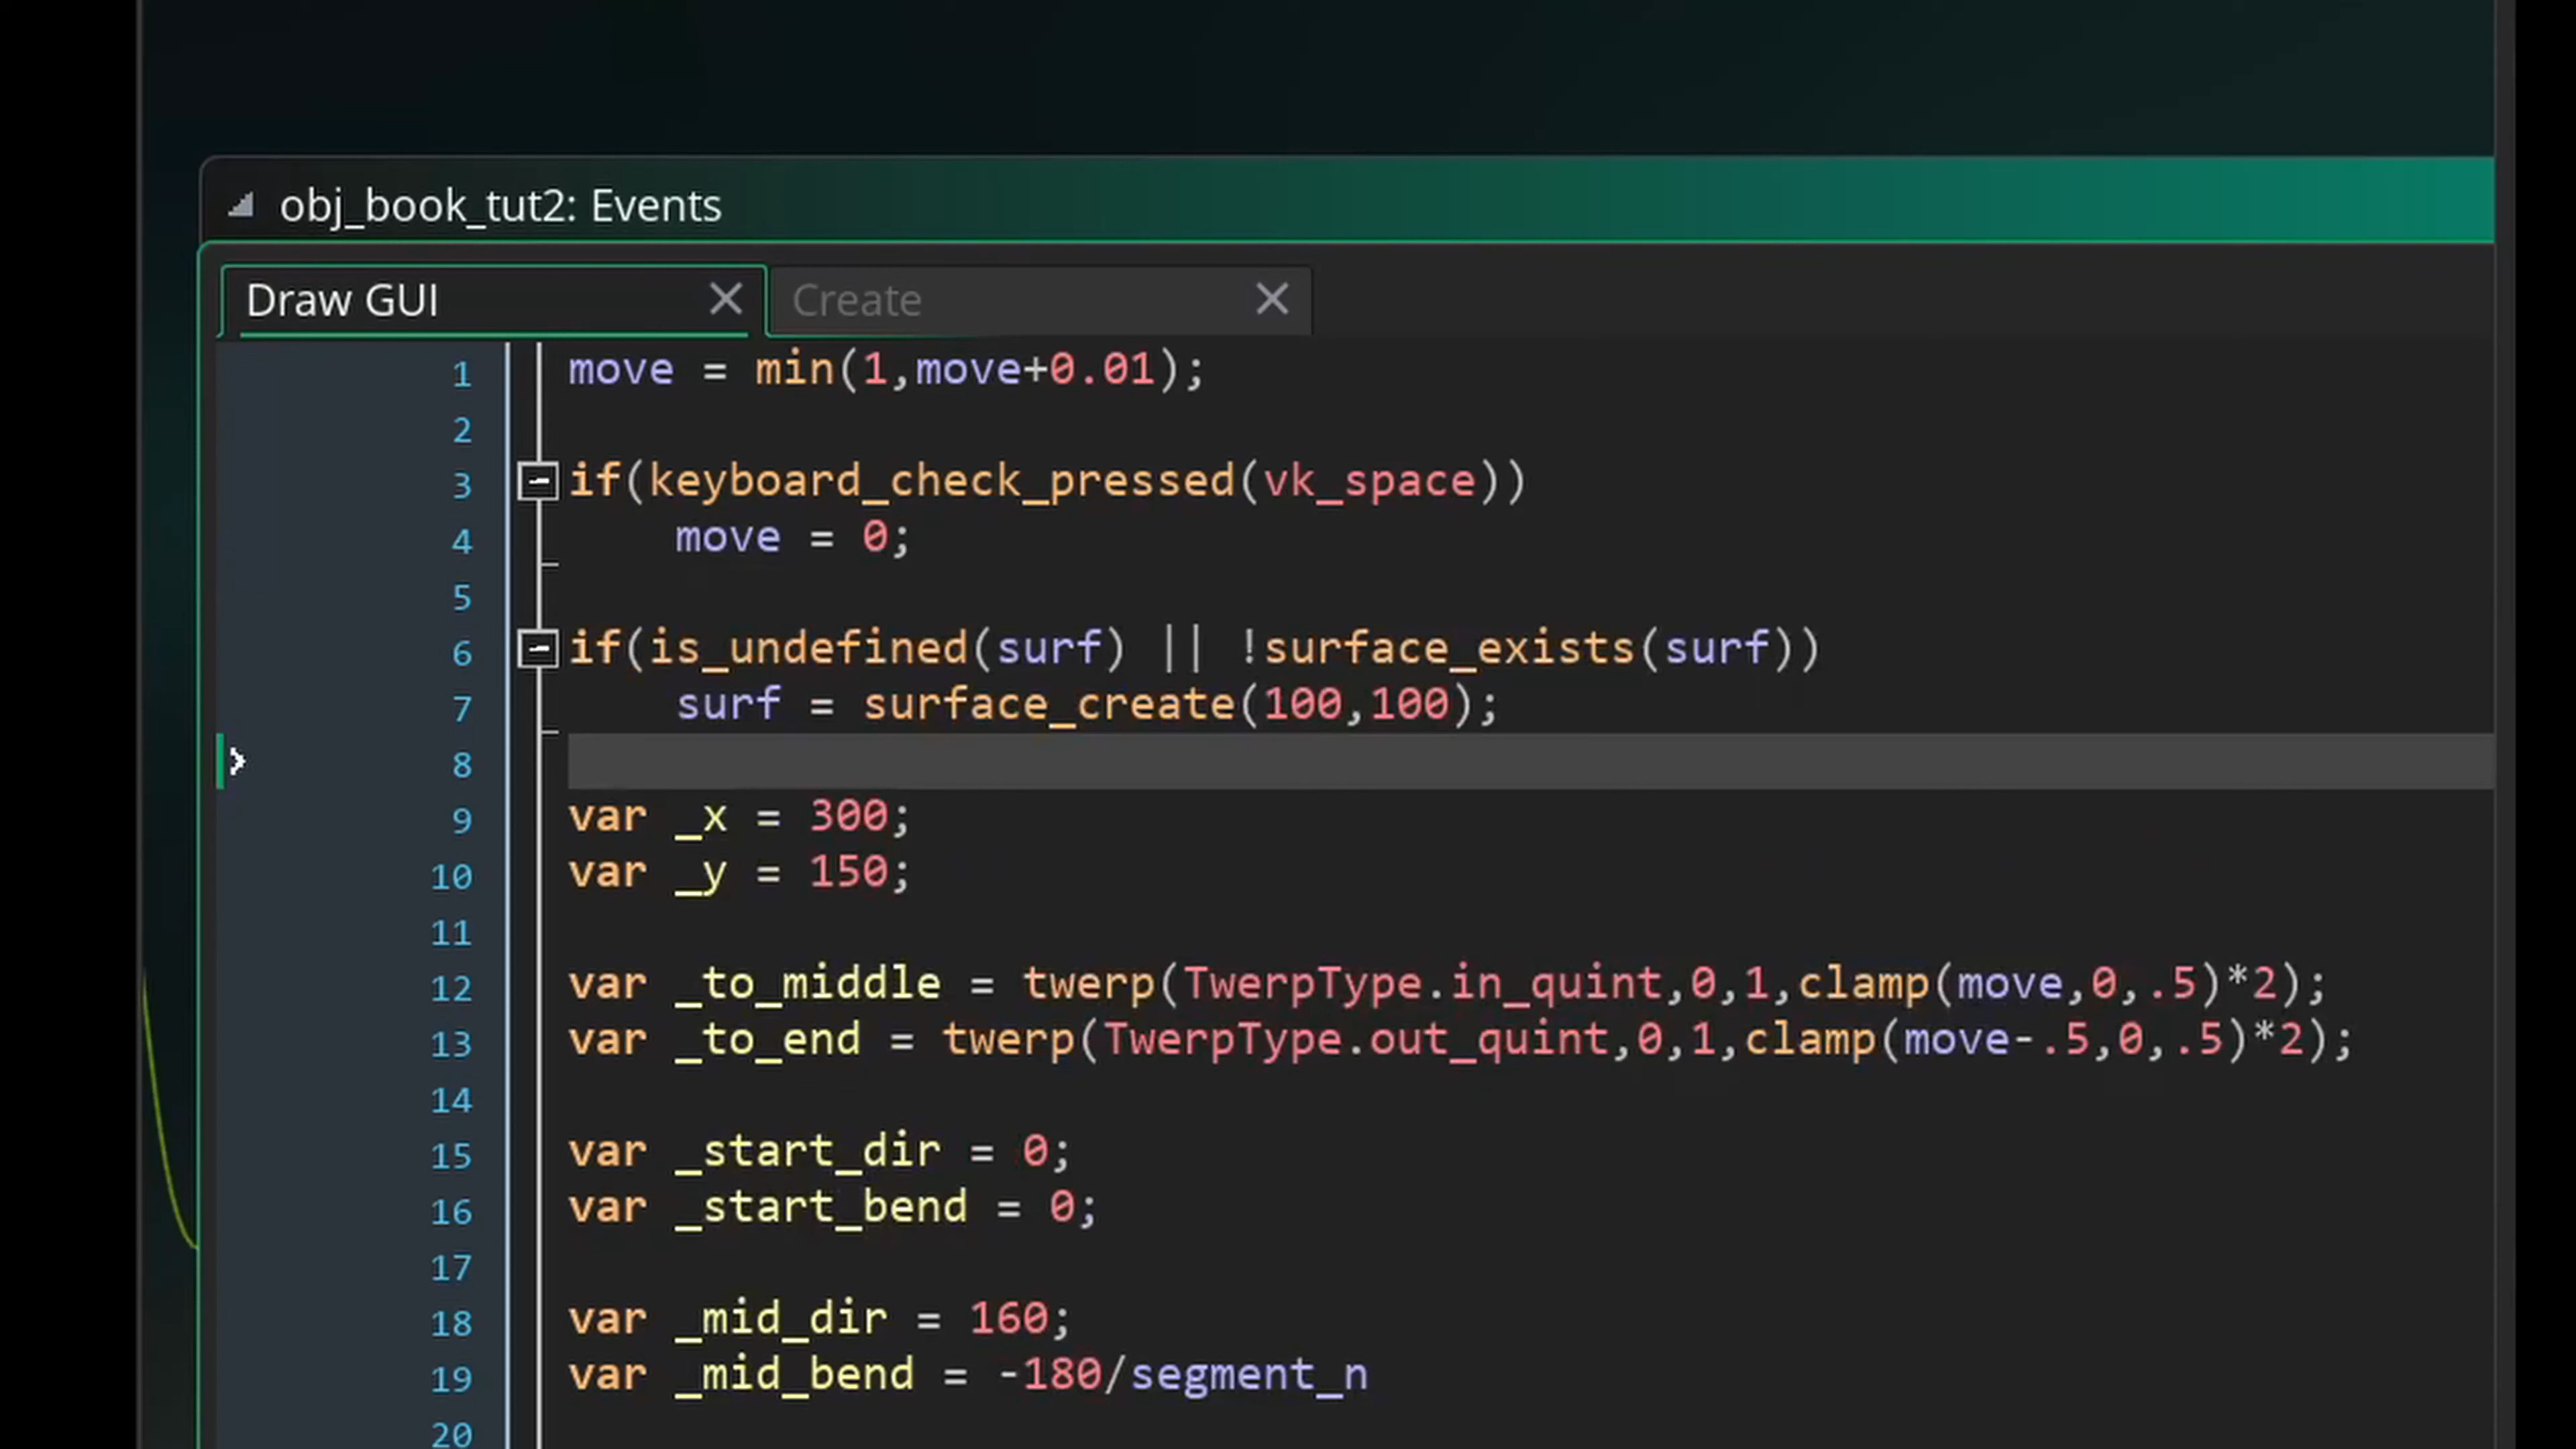 obj_book_tut2: Events
Draw GUI
Create
1 move = min(1,move+0.01);
2
3 if(keyboard_check_pressed(vk_space))
4 move = 0;
5
6 if(is_undefined(surf) || !surface_exists(surf))
7 surf = surface_create(100,100);
8
9 var _x = 300;
10 var _y = 150;
11
12 var _to_middle = twerp(TwerpType.in_quint,0,1,clamp(move,0,.5)*2);
13 var _to_end = twerp(TwerpType.out_quint,0,1,clamp(move-.5,0,.5)*2);
14
15 var _start_dir = 0;
16 var _start_bend = 0;
17
18 var _mid_dir = 160;
19 var _mid_bend = -180/segment_n
20